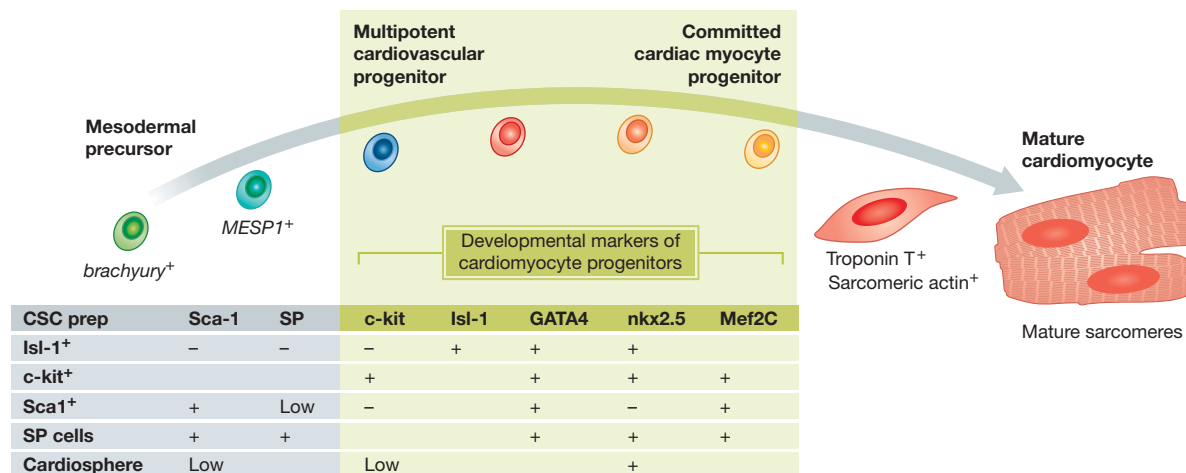 Multipotent
cardiovascular
progenitor
Committed
cardiac myocyte
progenitor
Mesodermal
precursor
Mature
cardiomyocyte
MESP1+
brachyury+
Developmental markers of
cardiomyocyte progenitors
Troponin T+
Sarcomeric actin+
Mature sarcomeres
CSC prep Sca-1 SP c-kit Isl-1 GATA4 nkx2.5 Mef2C
Isl-1+ – – – + + +
c-kit+ + + + +
Sca1+ + Low – + – +
SP cells + + + + +
Cardiosphere Low Low +